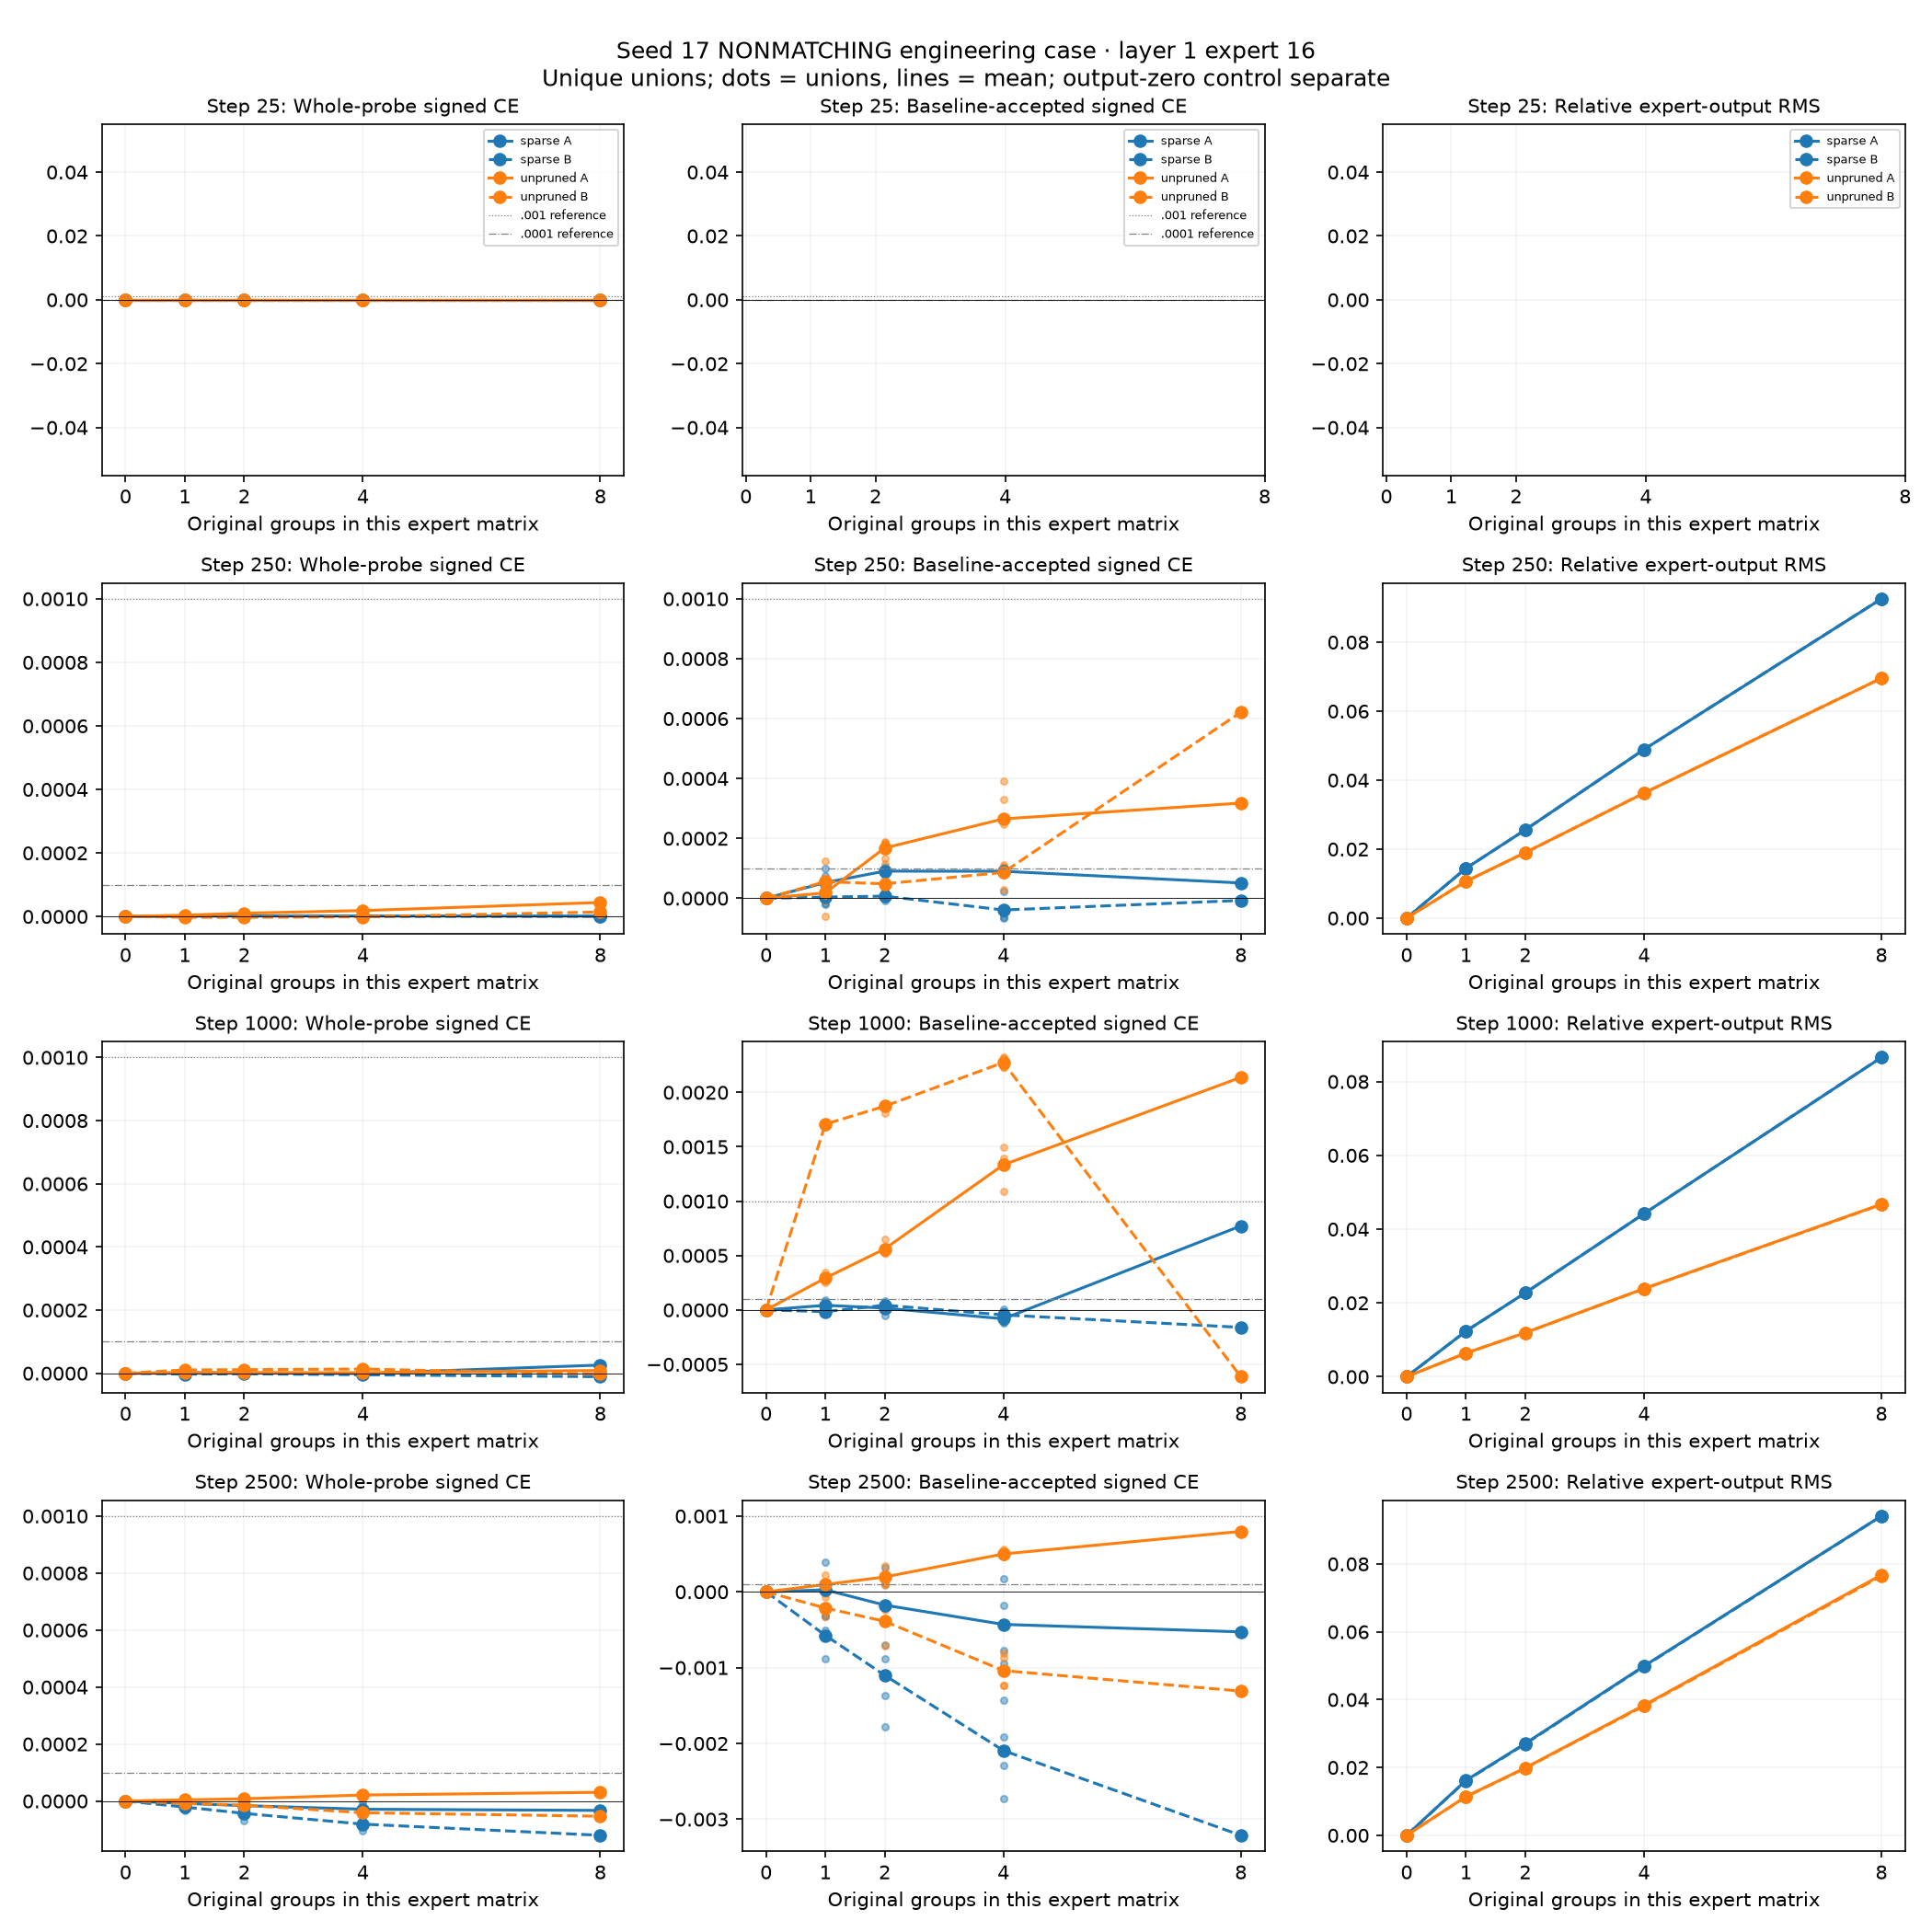 Seed 17 NONMATCHING engineering case · layer 1 expert 16
Unique unions; dots = unions, lines = mean; output-zero control separate
Step 25: Whole-probe signed CE
0.04
0.02
0.00
−0.02
−0.04
sparse A
sparse B
unpruned A
unpruned B
.001 reference
.0001 reference
0 1 2 4 8
Original groups in this expert matrix
Step 25: Baseline-accepted signed CE
0.04
0.02
0.00
−0.02
−0.04
sparse A
sparse B
unpruned A
unpruned B
.001 reference
.0001 reference
0 1 2 4 8
Original groups in this expert matrix
Step 25: Relative expert-output RMS
0.04
0.02
0.00
−0.02
−0.04
sparse A
sparse B
unpruned A
unpruned B
0 1 2 4 8
Original groups in this expert matrix
Step 250: Whole-probe signed CE
0.0010
0.0008
0.0006
0.0004
0.0002
0.0000
0 1 2 4 8
Original groups in this expert matrix
Step 250: Baseline-accepted signed CE
0.0010
0.0008
0.0006
0.0004
0.0002
0.0000
0 1 2 4 8
Original groups in this expert matrix
Step 250: Relative expert-output RMS
0.08
0.06
0.04
0.02
0.00
0 1 2 4 8
Original groups in this expert matrix
Step 1000: Whole-probe signed CE
0.0010
0.0008
0.0006
0.0004
0.0002
0.0000
0 1 2 4 8
Original groups in this expert matrix
Step 1000: Baseline-accepted signed CE
0.0020
0.0015
0.0010
0.0005
0.0000
−0.0005
0 1 2 4 8
Original groups in this expert matrix
Step 1000: Relative expert-output RMS
0.08
0.06
0.04
0.02
0.00
0 1 2 4 8
Original groups in this expert matrix
Step 2500: Whole-probe signed CE
0.0010
0.0008
0.0006
0.0004
0.0002
0.0000
0 1 2 4 8
Original groups in this expert matrix
Step 2500: Baseline-accepted signed CE
0.001
0.000
−0.001
−0.002
−0.003
0 1 2 4 8
Original groups in this expert matrix
Step 2500: Relative expert-output RMS
0.08
0.06
0.04
0.02
0.00
0 1 2 4 8
Original groups in this expert matrix